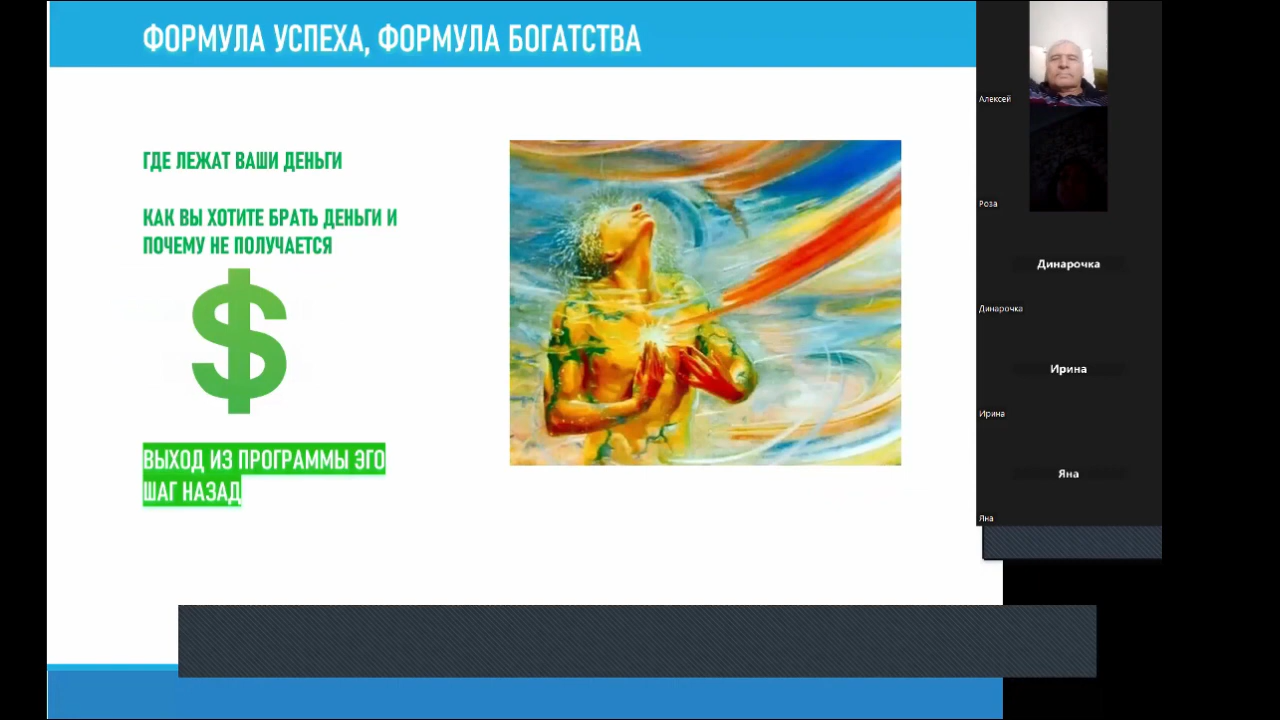 ФОРМУЛА УСПЕХА, ФОРМУЛА БОГАТСТВА
ГДЕ ЛЕЖАТ ВАШИ ДЕНЬГИ
КАК ВЫ ХОТИТЕ БРАТЬ ДЕНЬГИ И
ПОЧЕМУ НЕ ПОЛУЧАЕТСЯ
$
ВЫХОД ИЗ ПРОГРАММЫ ЭГО
ШАГ НАЗАД
Алексей
Роза
Динарочка
Динарочка
Ирина
Ирина
Яна
Яна